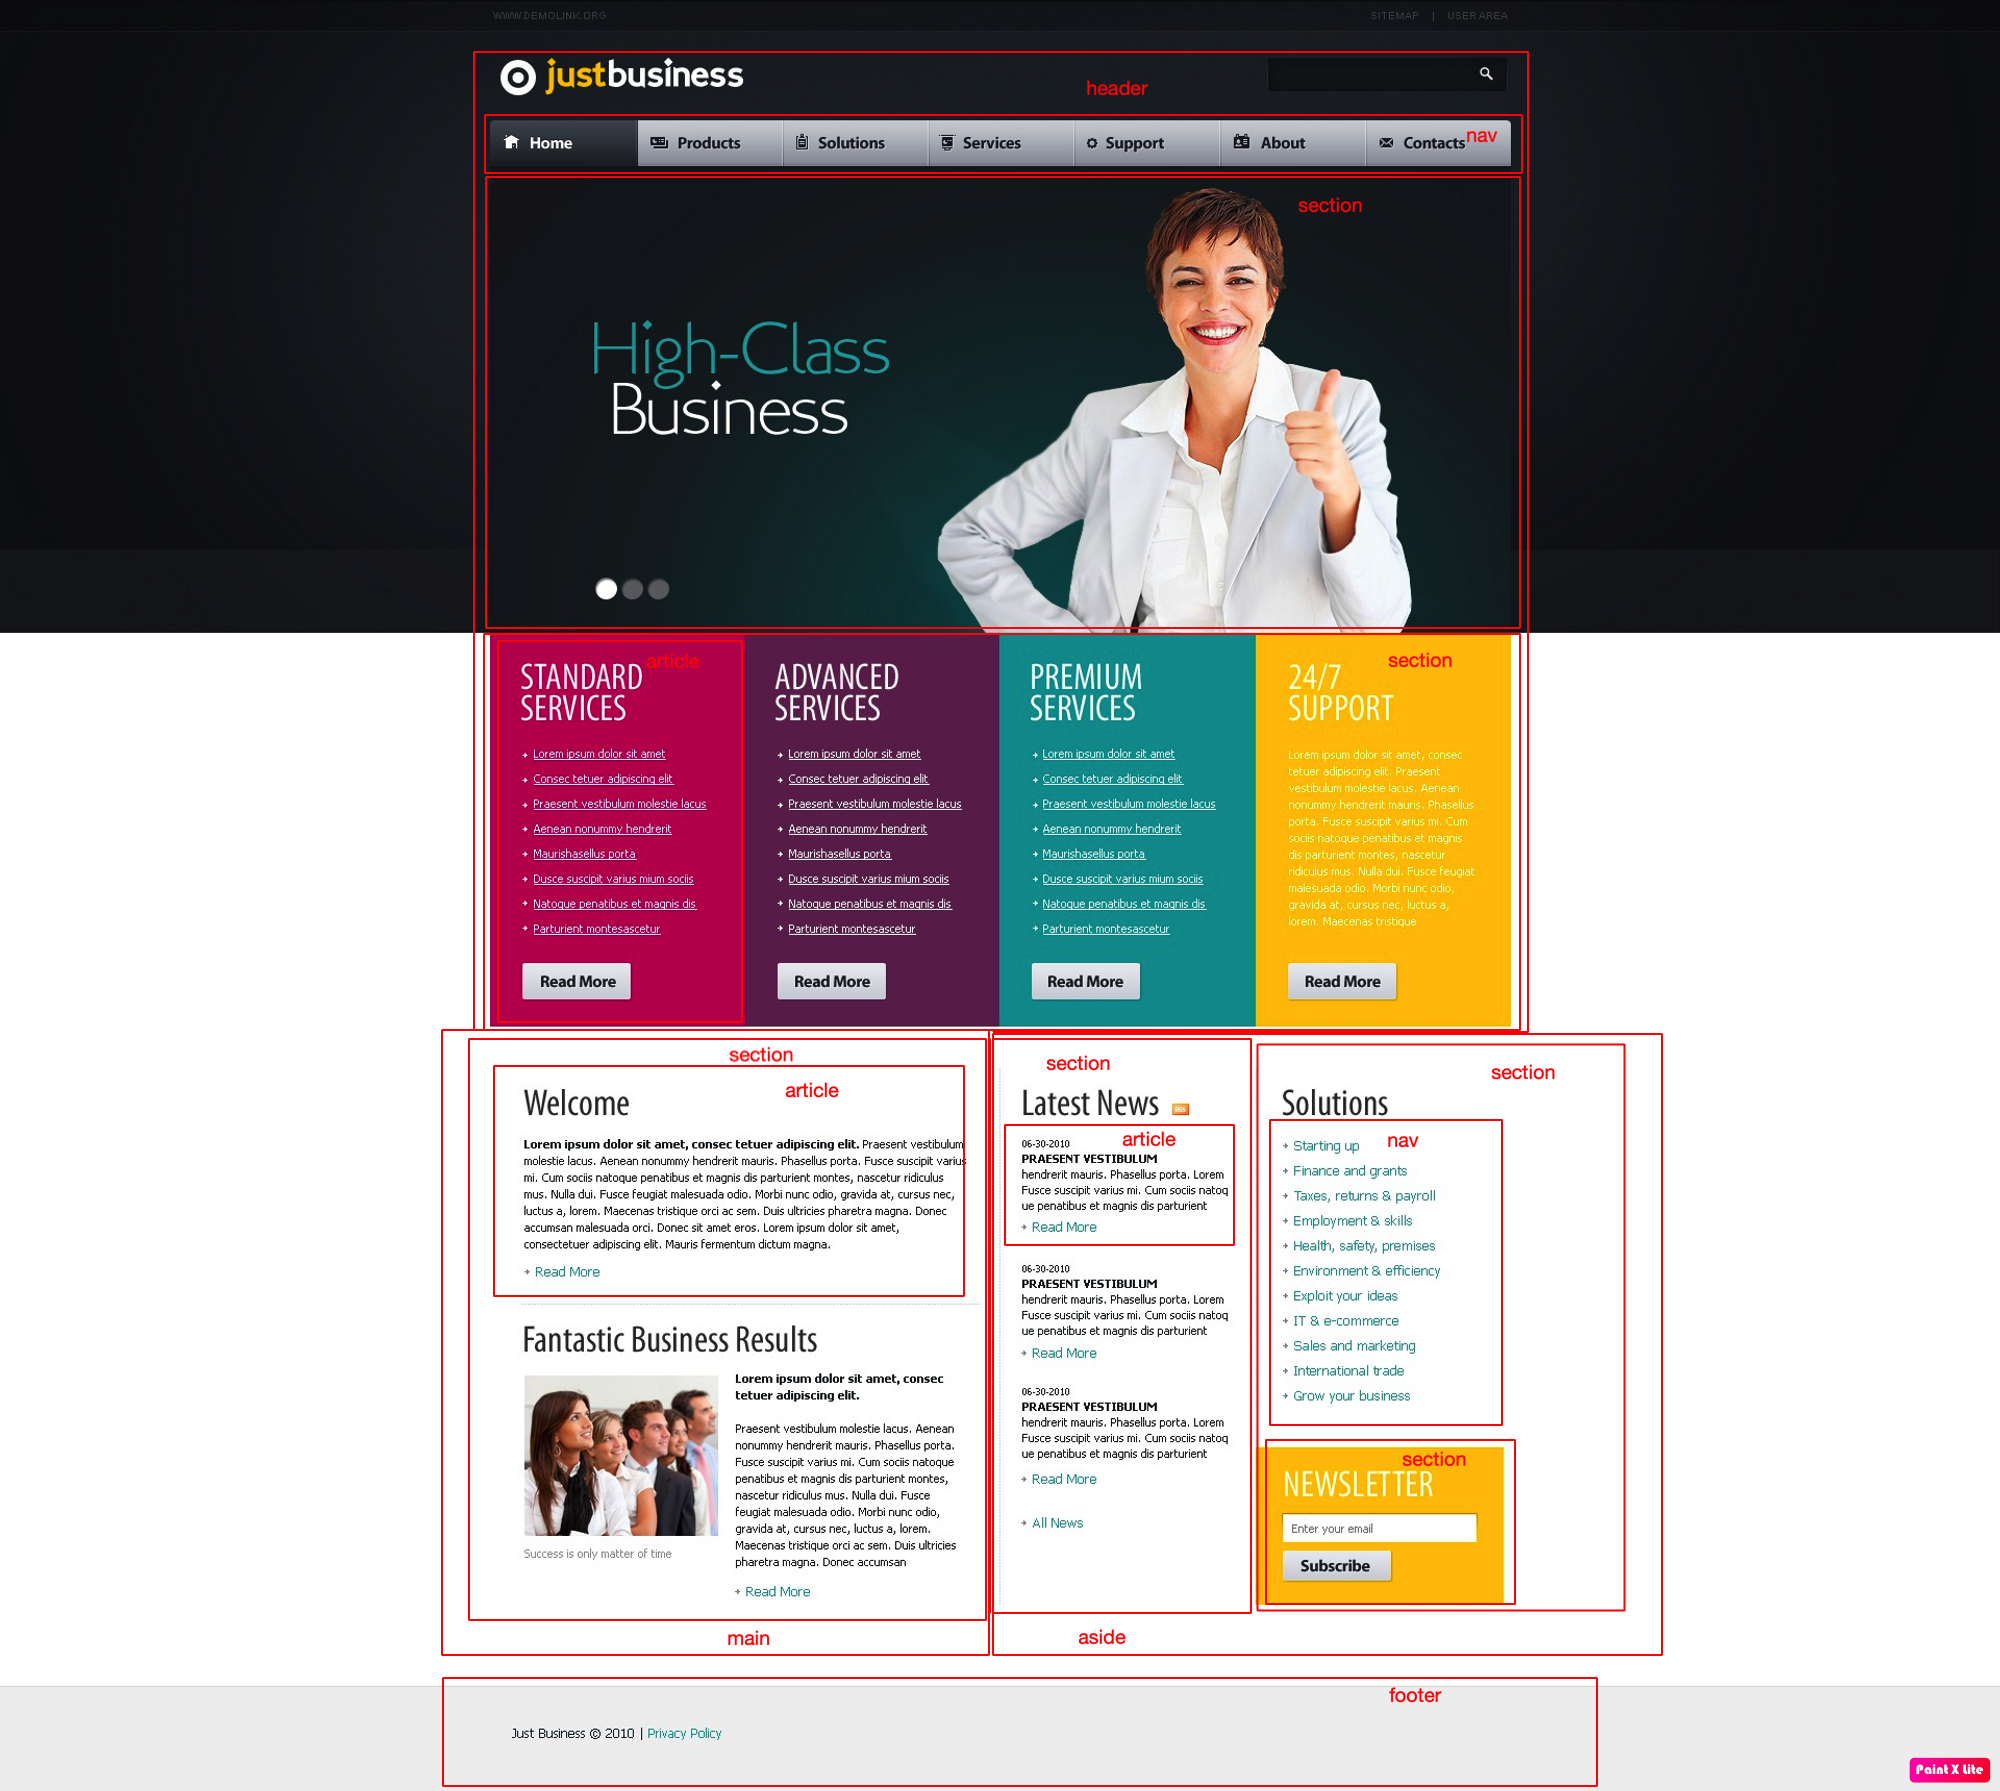 WWW.DEMOLINK.ORG
SITEMAP | USER AREA
justbusiness
header
Home
Products
Solutions
Services
Support
About
Contacts
nav
section
High-Class
Business
STANDARD
SERVICES
article
Lorem ipsum dolor sit amet
Consec tetuer adipiscing elit
Praesent vestibulum molestie lacus
Aenean nonummy hendrerit
Maurishasellus porta
Dusce suscipit varius mium sociis
Natoque penatibus et magnis dis
Parturient montesascetur
Read More
ADVANCED
SERVICES
Lorem ipsum dolor sit amet
Consec tetuer adipiscing elit
Praesent vestibulum molestie lacus
Aenean nonummy hendrerit
Maurishasellus porta
Dusce suscipit varius mium sociis
Natoque penatibus et magnis dis
Parturient montesascetur
Read More
PREMIUM
SERVICES
Lorem ipsum dolor sit amet
Consec tetuer adipiscing elit
Praesent vestibulum molestie lacus
Aenean nonummy hendrerit
Maurishasellus porta
Dusce suscipit varius mium sociis
Natoque penatibus et magnis dis
Parturient montesascetur
Read More
section
24/7
SUPPORT
Lorem ipsum dolor sit amet, consec
tetuer adipiscing elit. Praesent
vestibulum molestie lacus. Aenean
nonummy hendrerit mauris. Phasellus
porta. Fusce suscipit varius mi. Cum
sociis natoque penatibus et magnis
dis parturient montes, nascetur
ridiculus mus. Nulla dui. Fusce feugiat
malesuada odio. Morbi nunc odio,
gravida at, cursus nec, luctus a,
lorem. Maecenas tristique
Read More
section
article
Welcome
Lorem ipsum dolor sit amet, consec tetuer adipiscing elit. Praesent vestibulum
molestie lacus. Aenean nonummy hendrerit mauris. Phasellus porta. Fusce suscipit varius
mi. Cum sociis natoque penatibus et magnis dis parturient montes, nascetur ridiculus
mus. Nulla dui. Fusce feugiat malesuada odio. Morbi nunc odio, gravida at, cursus nec,
luctus a, lorem. Maecenas tristique orci ac sem. Duis ultricies pharetra magna. Donec
accumsan malesuada orci. Donec sit amet eros. Lorem ipsum dolor sit amet,
consectetuer adipiscing elit. Mauris fermentum dictum magna.
Read More
Fantastic Business Results
Lorem ipsum dolor sit amet, consec
tetuer adipiscing elit.
Praesent vestibulum molestie lacus. Aenean
nonummy hendrerit mauris. Phasellus porta.
Fusce suscipit varius mi. Cum sociis natoque
penatibus et magnis dis parturient montes,
nascetur ridiculus mus. Nulla dui. Fusce
feugiat malesuada odio. Morbi nunc odio,
gravida at, cursus nec, luctus a, lorem.
Maecenas tristique orci ac sem. Duis ultricies
pharetra magna. Donec accumsan
Success is only matter of time
Read More
main
section
Latest News
article
06-30-2010
PRAESENT VESTIBULUM
hendrerit mauris. Phasellus porta. Lorem
Fusce suscipit varius mi. Cum sociis natoq
ue penatibus et magnis dis parturient
Read More
06-30-2010
PRAESENT VESTIBULUM
hendrerit mauris. Phasellus porta. Lorem
Fusce suscipit varius mi. Cum sociis natoq
ue penatibus et magnis dis parturient
Read More
06-30-2010
PRAESENT VESTIBULUM
hendrerit mauris. Phasellus porta. Lorem
Fusce suscipit varius mi. Cum sociis natoq
ue penatibus et magnis dis parturient
Read More
All News
aside
section
Solutions
nav
Starting up
Finance and grants
Taxes, returns & payroll
Employment & skills
Health, safety, premises
Environment & efficiency
Exploit your ideas
IT & e-commerce
Sales and marketing
International trade
Grow your business
section
NEWSLETTER
Enter your email
Subscribe
footer
Just Business © 2010 | Privacy Policy
Paint X Lite